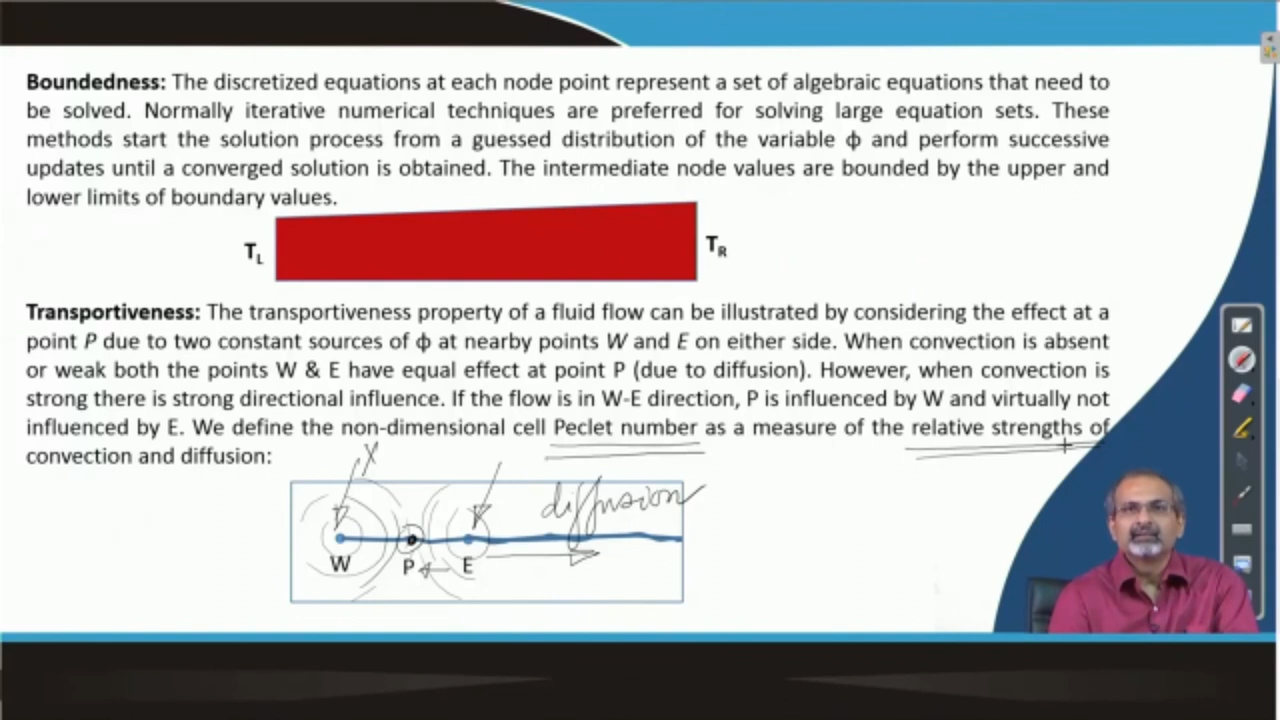 Boundedness: The discretized equations at each node point represent a set of algebraic equations that need to
be solved. Normally iterative numerical techniques are preferred for solving large equation sets. These
methods start the solution process from a guessed distribution of the variable ϕ and perform successive
updates until a converged solution is obtained. The intermediate node values are bounded by the upper and
lower limits of boundary values.
T_L T_R
Transportiveness: The transportiveness property of a fluid flow can be illustrated by considering the effect at a
point P due to two constant sources of ϕ at nearby points W and E on either side. When convection is absent
or weak both the points W & E have equal effect at point P (due to diffusion). However, when convection is
strong there is strong directional influence. If the flow is in W-E direction, P is influenced by W and virtually not
influenced by E. We define the non-dimensional cell Peclet number as a measure of the relative strengths of
convection and diffusion:
diffusion
W P E